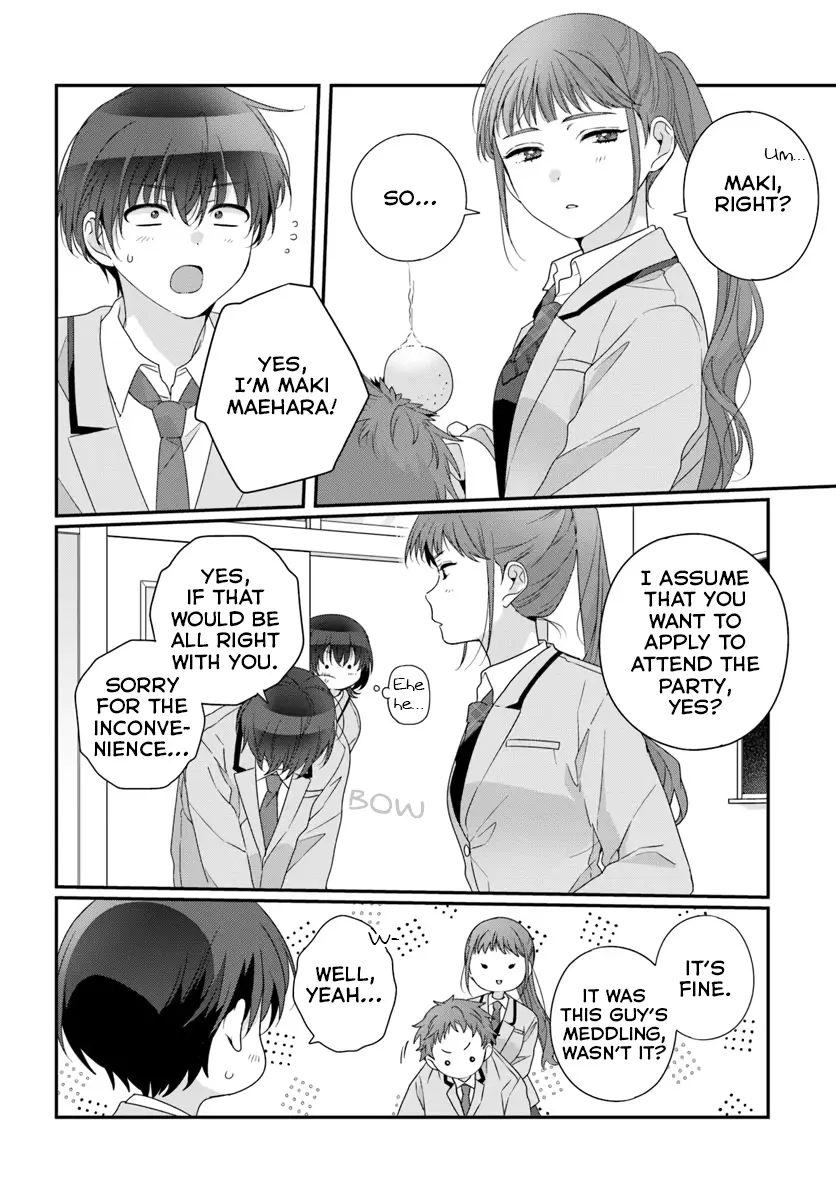 SO...
Um...
MAKI,
RIGHT?
YES,
I'M MAKI
MAEHARA!
I ASSUME
THAT YOU
WANT TO
APPLY TO
ATTEND THE
PARTY,
YES?
YES,
IF THAT
WOULD BE
ALL RIGHT
WITH YOU.
SORRY
FOR THE
INCONVE-
NIENCE...
Ehe
he...
BOW
IT'S
FINE.
IT WAS
THIS GUY'S
MEDDLING,
WASN'T IT?
W-
WELL,
YEAH...